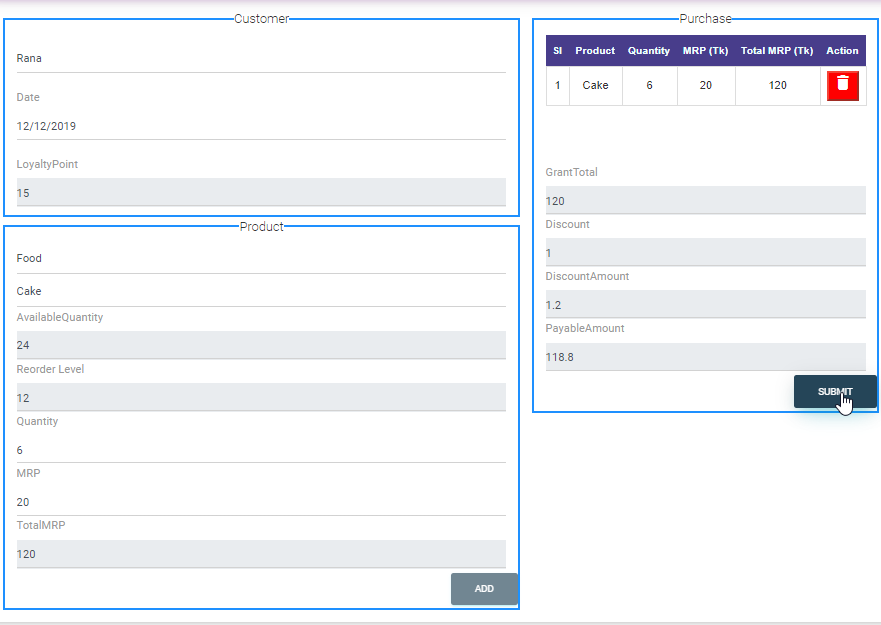 Customer
Rana
Date
12/12/2019
LoyaltyPoint
15
Product
Food
Cake
AvailableQuantity
24
Reorder Level
12
Quantity
6
MRP
20
TotalMRP
120
ADD
Purchase
Sl Product Quantity MRP (Tk) Total MRP (Tk) Action
1 Cake 6 20 120
GrantTotal
120
Discount
1
DiscountAmount
1.2
PayableAmount
118.8
SUBMIT